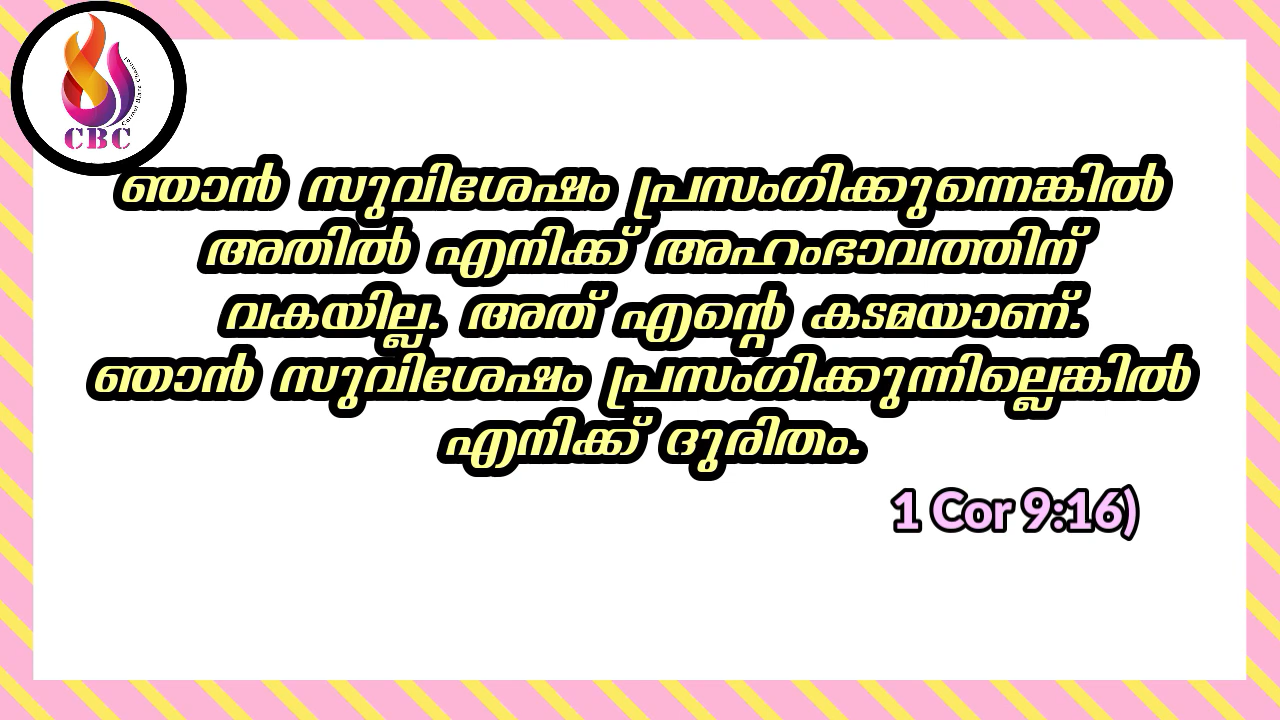 CBC
ഞാൻ സുവിശേഷം പ്രസംഗിക്കുന്നെങ്കിൽ
അതിൽ എനിക്ക് അഹംഭാവത്തിന്
വകയില്ല. അത് എന്റെ കടമയാണ്.
ഞാൻ സുവിശേഷം പ്രസംഗിക്കുന്നില്ലെങ്കിൽ
എനിക്ക് ദുരിതം.
1 Cor 9:16)